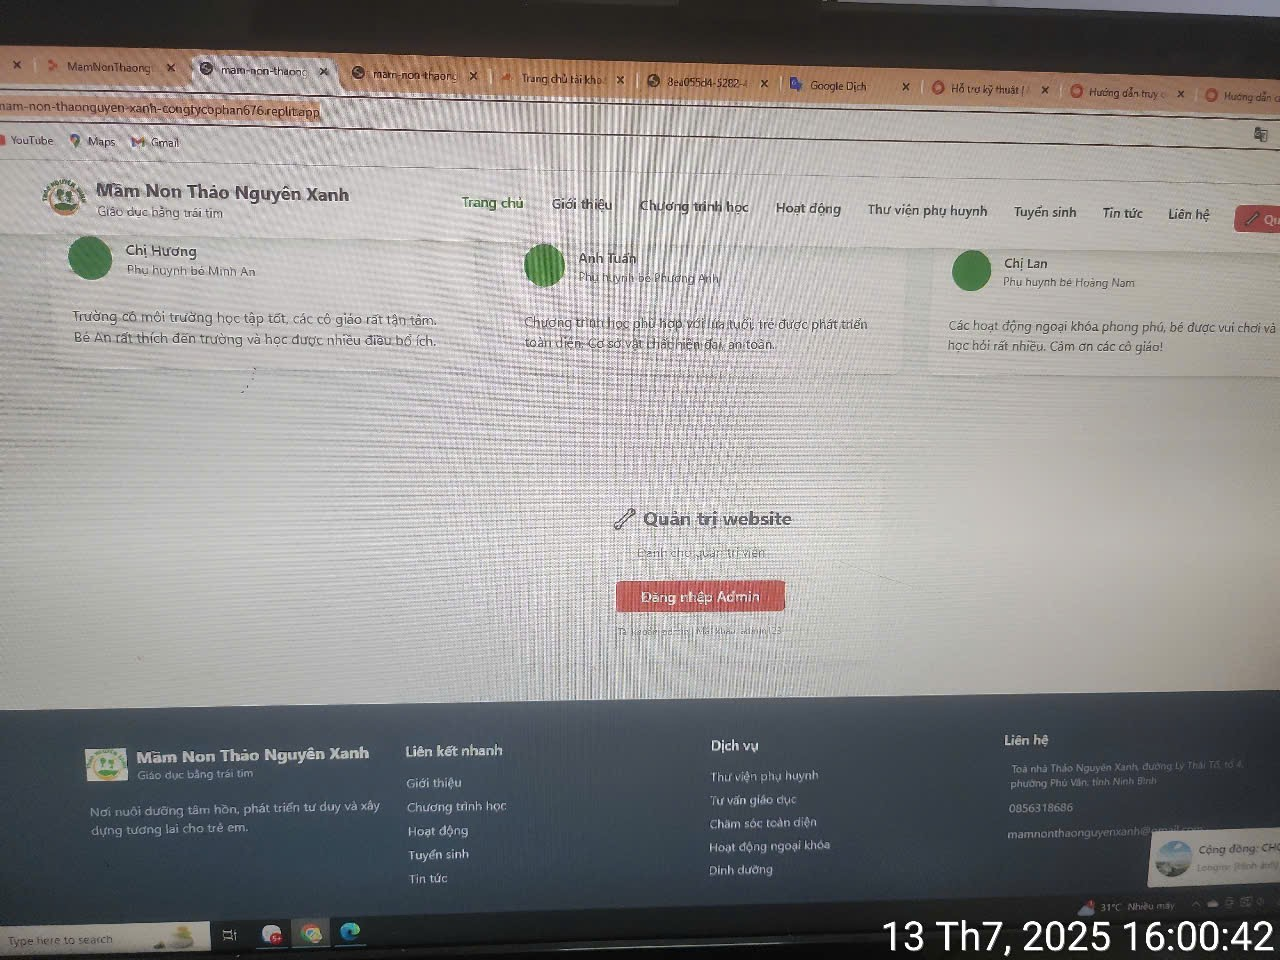 MamNonThaong
mam-non-thaong
mam-non-thaong
Trang chủ tài kho
8ea055d4-5282-4
Google Dịch
Hỗ trợ kỹ thuật |
Hướng dẫn truy c
Hướng dẫn c
mam-non-thaonguyen-xanh-congtycophan676.replit.app
YouTube
Maps
Gmail
Mầm Non Thảo Nguyên Xanh
Giáo dục bằng trái tim
Trang chủ
Giới thiệu
Chương trình học
Hoạt động
Thư viện phụ huynh
Tuyển sinh
Tin tức
Liên hệ
Qu
Chị Hương
Phụ huynh bé Minh An
Trường có môi trường học tập tốt, các cô giáo rất tận tâm.
Bé An rất thích đến trường và học được nhiều điều bổ ích.
Anh Tuấn
Phụ huynh bé Phương Anh
Chương trình học phù hợp với lứa tuổi, trẻ được phát triển
toàn diện. Cơ sở vật chất hiện đại, an toàn.
Chị Lan
Phụ huynh bé Hoàng Nam
Các hoạt động ngoại khóa phong phú, bé được vui chơi và
học hỏi rất nhiều. Cảm ơn các cô giáo!
Quản trị website
Dành cho quản trị viên
Đăng nhập Admin
Tài khoản: admin | Mật khẩu: admin123
Mầm Non Thảo Nguyên Xanh
Giáo dục bằng trái tim
Nơi nuôi dưỡng tâm hồn, phát triển tư duy và xây
dựng tương lai cho trẻ em.
Liên kết nhanh
Giới thiệu
Chương trình học
Hoạt động
Tuyển sinh
Tin tức
Dịch vụ
Thư viện phụ huynh
Tư vấn giáo dục
Chăm sóc toàn diện
Hoạt động ngoại khóa
Dinh dưỡng
Liên hệ
Toà nhà Thảo Nguyên Xanh, đường Lý Thái Tổ, tổ 4,
phường Phủ Vân, tỉnh Ninh Bình
0856318686
mamnonthaonguyenxanh@gmail.com
Cộng đồng: CHO
31°C Nhiều mây
Type here to search
13 Th7, 2025 16:00:42